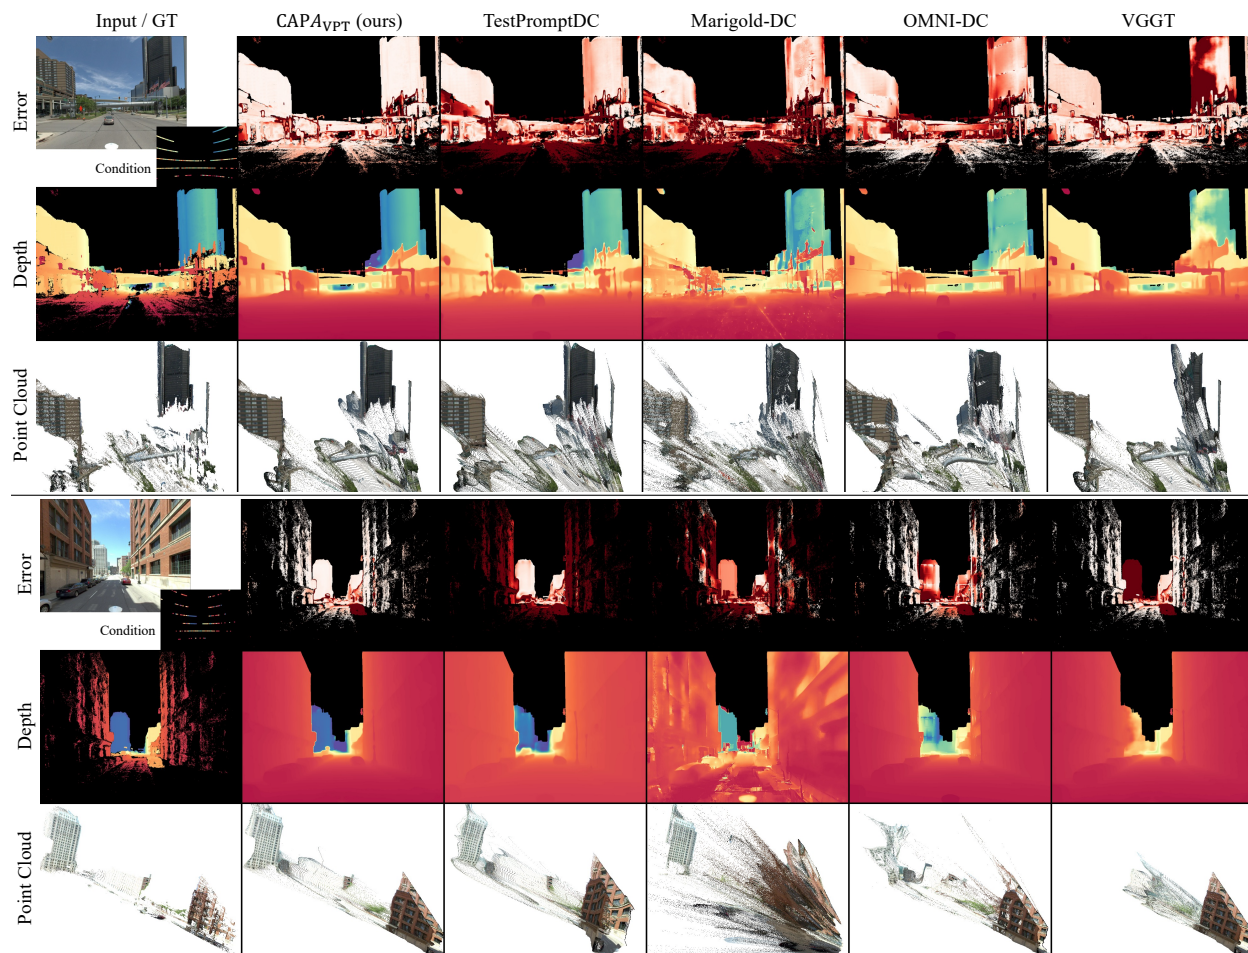 Input / GT
CAPA_VPT (ours)
TestPromptDC
Marigold-DC
OMNI-DC
VGGT
Error
Condition
Depth
Point Cloud
Error
Condition
Depth
Point Cloud